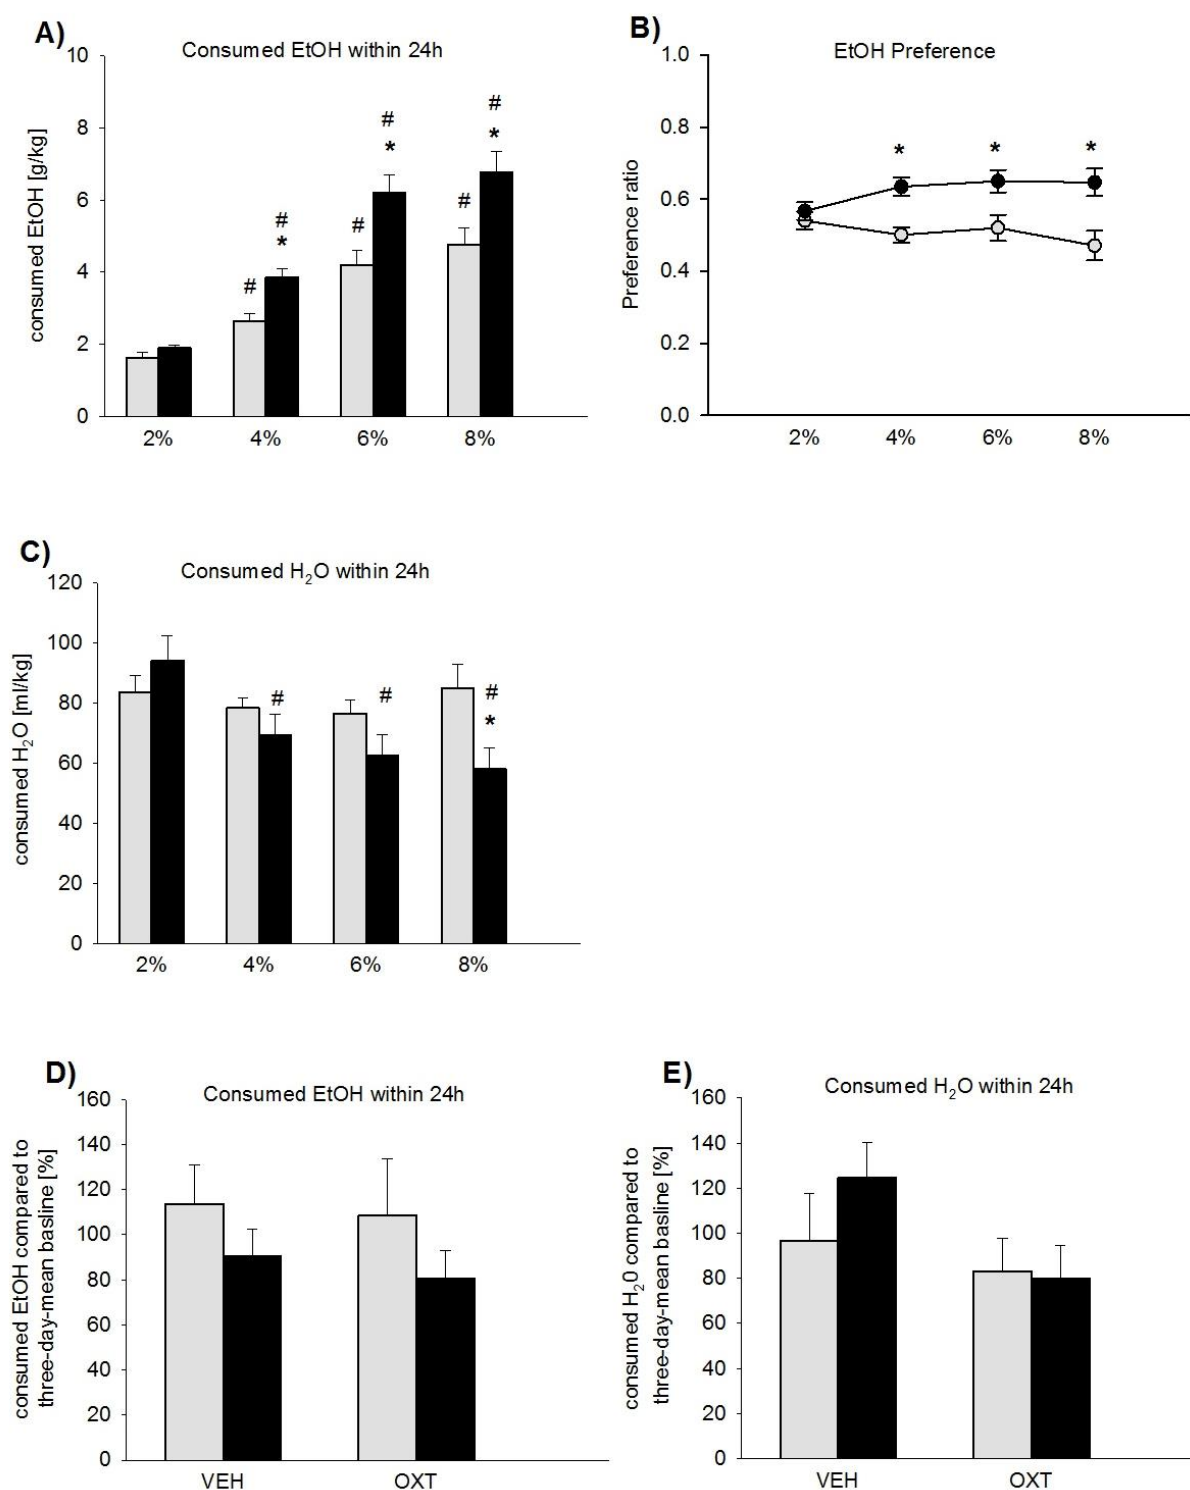 A)
Consumed EtOH within 24h
consumed EtOH [g/kg]
10
8
6
4
2
0
#
#
*
#
#
*
#
#
*
2% 4% 6% 8%
B)
EtOH Preference
Preference ratio
1.0
0.8
0.6
0.4
0.2
0.0
* * *
2% 4% 6% 8%
C)
Consumed H₂O within 24h
consumed H₂O [ml/kg]
120
100
80
60
40
20
0
# # #
*
2% 4% 6% 8%
D)
Consumed EtOH within 24h
consumed EtOH compared to
three-day-mean basline [%]
160
140
120
100
80
60
40
20
0
VEH OXT
E)
Consumed H₂O within 24h
consumed H₂0 compared to
three-day-mean basline [%]
160
140
120
100
80
60
40
20
0
VEH OXT